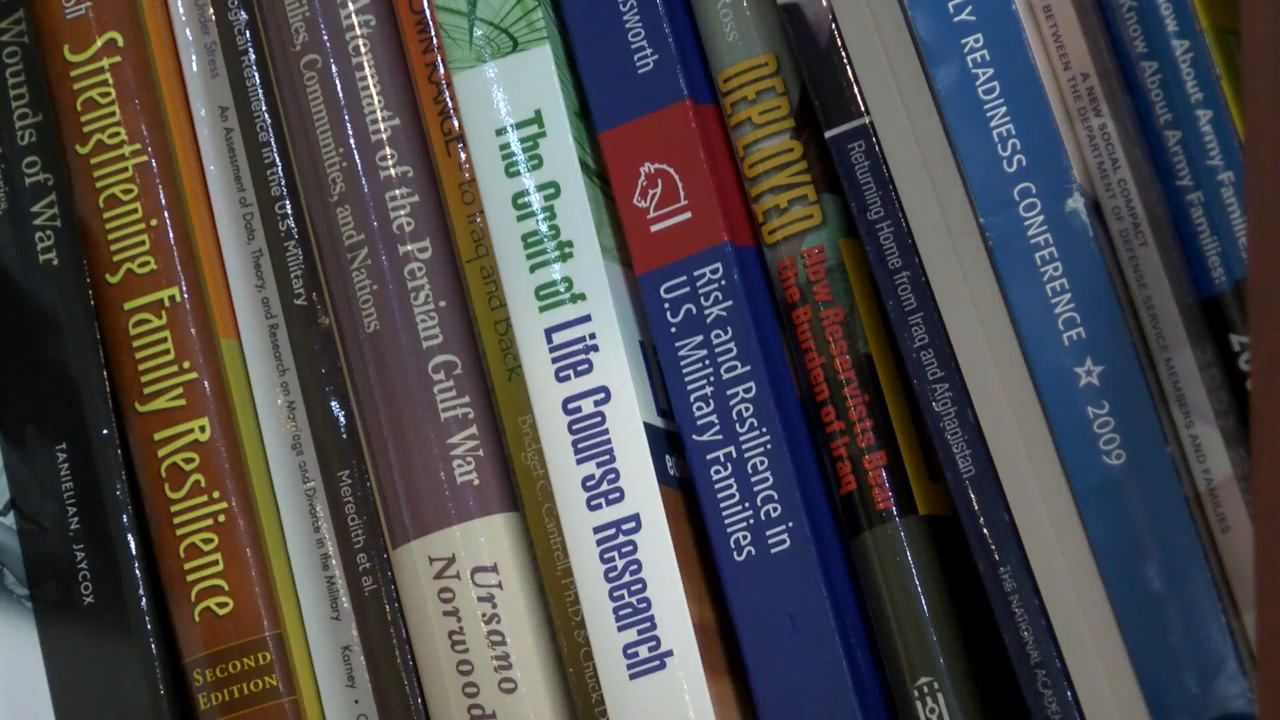 Wounds of War
TANIELIAN, JAYCOX
Strengthening Family Resilience
SECOND
EDITION
Under Stress
An Assessment of Data, Theory, and Research on Marriage and Divorce in the Military
Karney
Resilience in the U.S. Military
Meredith et al.
Aftermath of the Persian Gulf War
Communities, and Nations
Ursano
Norwood
to Iraq and Back
Bridget C. Cantrell, Ph.D. & Chuck
The Craft of Life Course Research
Risk and Resilience in
U.S. Military Families
Ross
DEPLOYED
How Reservists Bear
the Burden of Iraq
Returning Home from Iraq and Afghanistan
THE NATIONAL
READINESS CONFERENCE ☆ 2009
A NEW SOCIAL COMPACT
BETWEEN THE DEPARTMENT OF DEFENSE SERVICE MEMBERS AND FAMILIES
Know About Army Families:
About Army